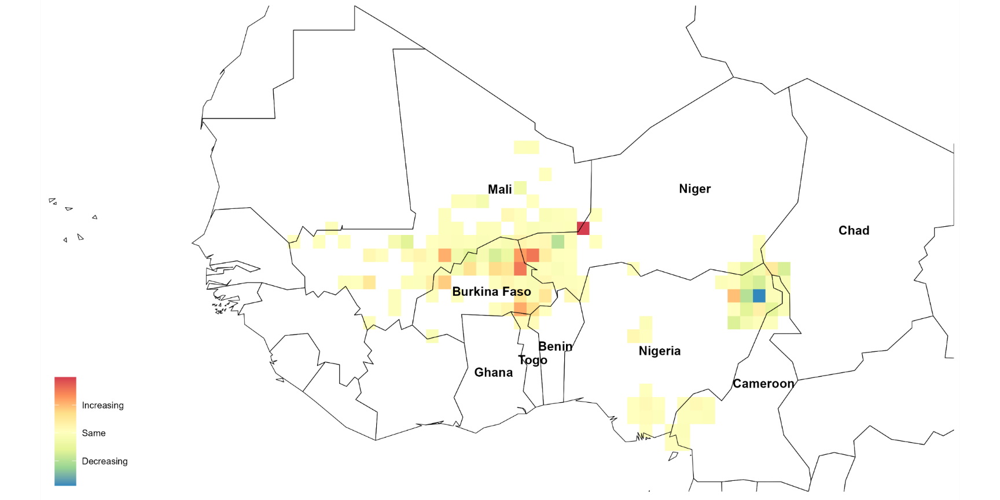 Mali
Niger
Chad
Burkina Faso
Benin
Nigeria
Togo
Ghana
Cameroon
Increasing
Same
Decreasing